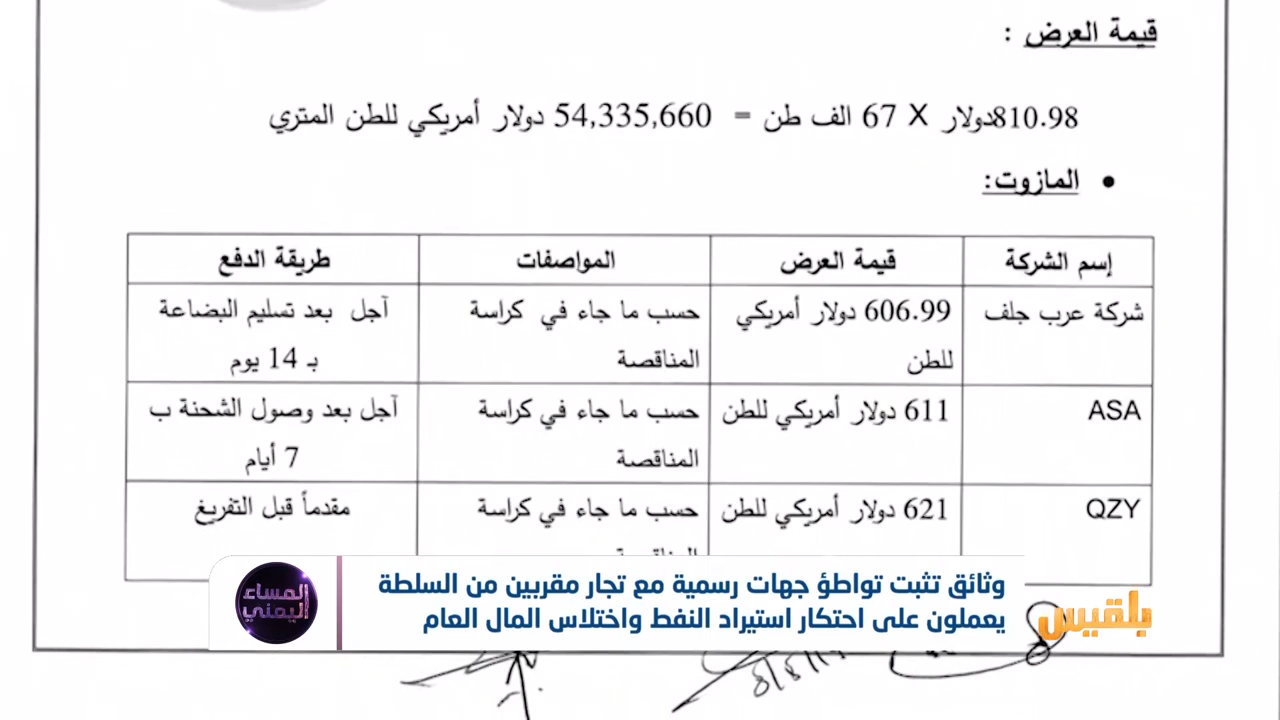 قيمة العرض :
810.98دولار X 67 الف طن = 54,335,660 دولار أمريكي للطن المتري
• المازوت:
إسم الشركة قيمة العرض المواصفات طريقة الدفع
شركة عرب جلف 606.99 دولار أمريكي حسب ما جاء في كراسة آجل بعد تسليم البضاعة
للطن المناقصة بـ 14 يوم
ASA 611 دولار أمريكي للطن حسب ما جاء في كراسة آجل بعد وصول الشحنة ب
المناقصة 7 أيام
QZY 621 دولار أمريكي للطن حسب ما جاء في كراسة مقدماً قبل التفريغ
وثائق تثبت تواطؤ جهات رسمية مع تجار مقربين من السلطة
يعملون على احتكار استيراد النفط واختلاس المال العام
المساء
اليمني
بلقيس